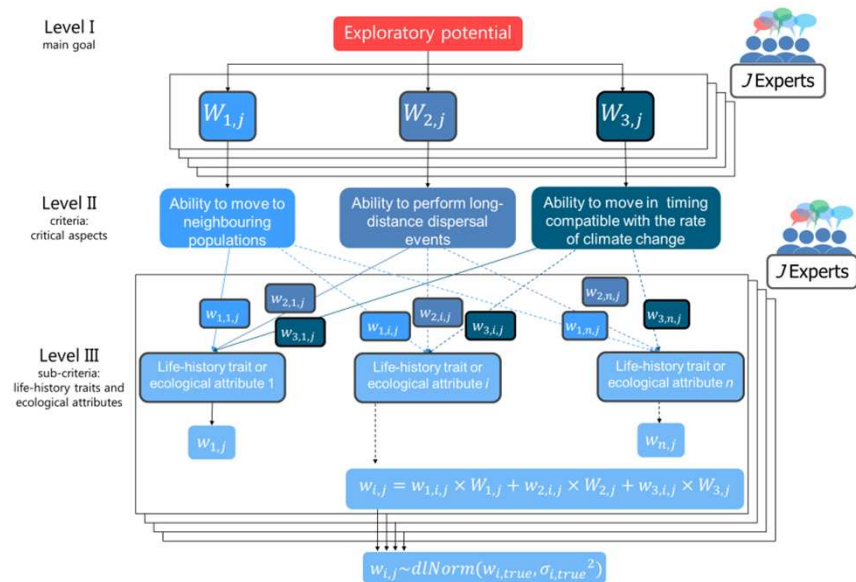 Level I
main goal
Exploratory potential
J Experts
W1,j
W2,j
W3,j
Level II
criteria:
critical aspects
Ability to move to
neighbouring
populations
Ability to perform long-
distance dispersal
events
Ability to move in timing
compatible with the rate
of climate change
J Experts
w1,1,j
w2,1,j
w3,1,j
w1,i,j
w2,i,j
w3,i,j
w2,n,j
w1,n,j
w3,n,j
Level III
sub-criteria:
life-history traits and
ecological attributes
Life-history trait or
ecological attribute 1
Life-history trait or
ecological attribute i
Life-history trait or
ecological attribute n
w1,j
wn,j
wi,j = w1,i,j × W1,j + w2,i,j × W2,j + w3,i,j × W3,j
wi,j~dlNorm(wi,true, σi,true²)